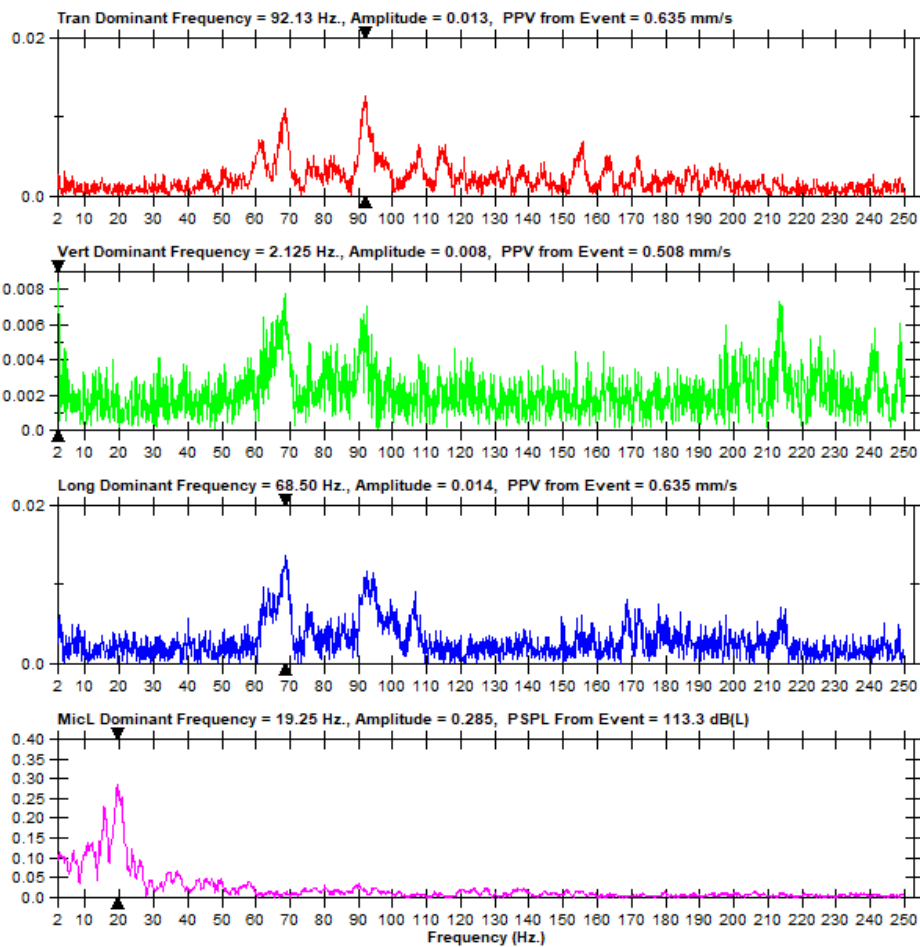 Tran Dominant Frequency = 92.13 Hz., Amplitude = 0.013, PPV from Event = 0.635 mm/s
0.02
0.0
2 10 20 30 40 50 60 70 80 90 100 110 120 130 140 150 160 170 180 190 200 210 220 230 240 250
Vert Dominant Frequency = 2.125 Hz., Amplitude = 0.008, PPV from Event = 0.508 mm/s
0.008
0.006
0.004
0.002
0.0
2 10 20 30 40 50 60 70 80 90 100 110 120 130 140 150 160 170 180 190 200 210 220 230 240 250
Long Dominant Frequency = 68.50 Hz., Amplitude = 0.014, PPV from Event = 0.635 mm/s
0.02
0.0
2 10 20 30 40 50 60 70 80 90 100 110 120 130 140 150 160 170 180 190 200 210 220 230 240 250
MicL Dominant Frequency = 19.25 Hz., Amplitude = 0.285, PSPL From Event = 113.3 dB(L)
0.40
0.35
0.30
0.25
0.20
0.15
0.10
0.05
0.0
2 10 20 30 40 50 60 70 80 90 100 110 120 130 140 150 160 170 180 190 200 210 220 230 240 250
Frequency (Hz.)